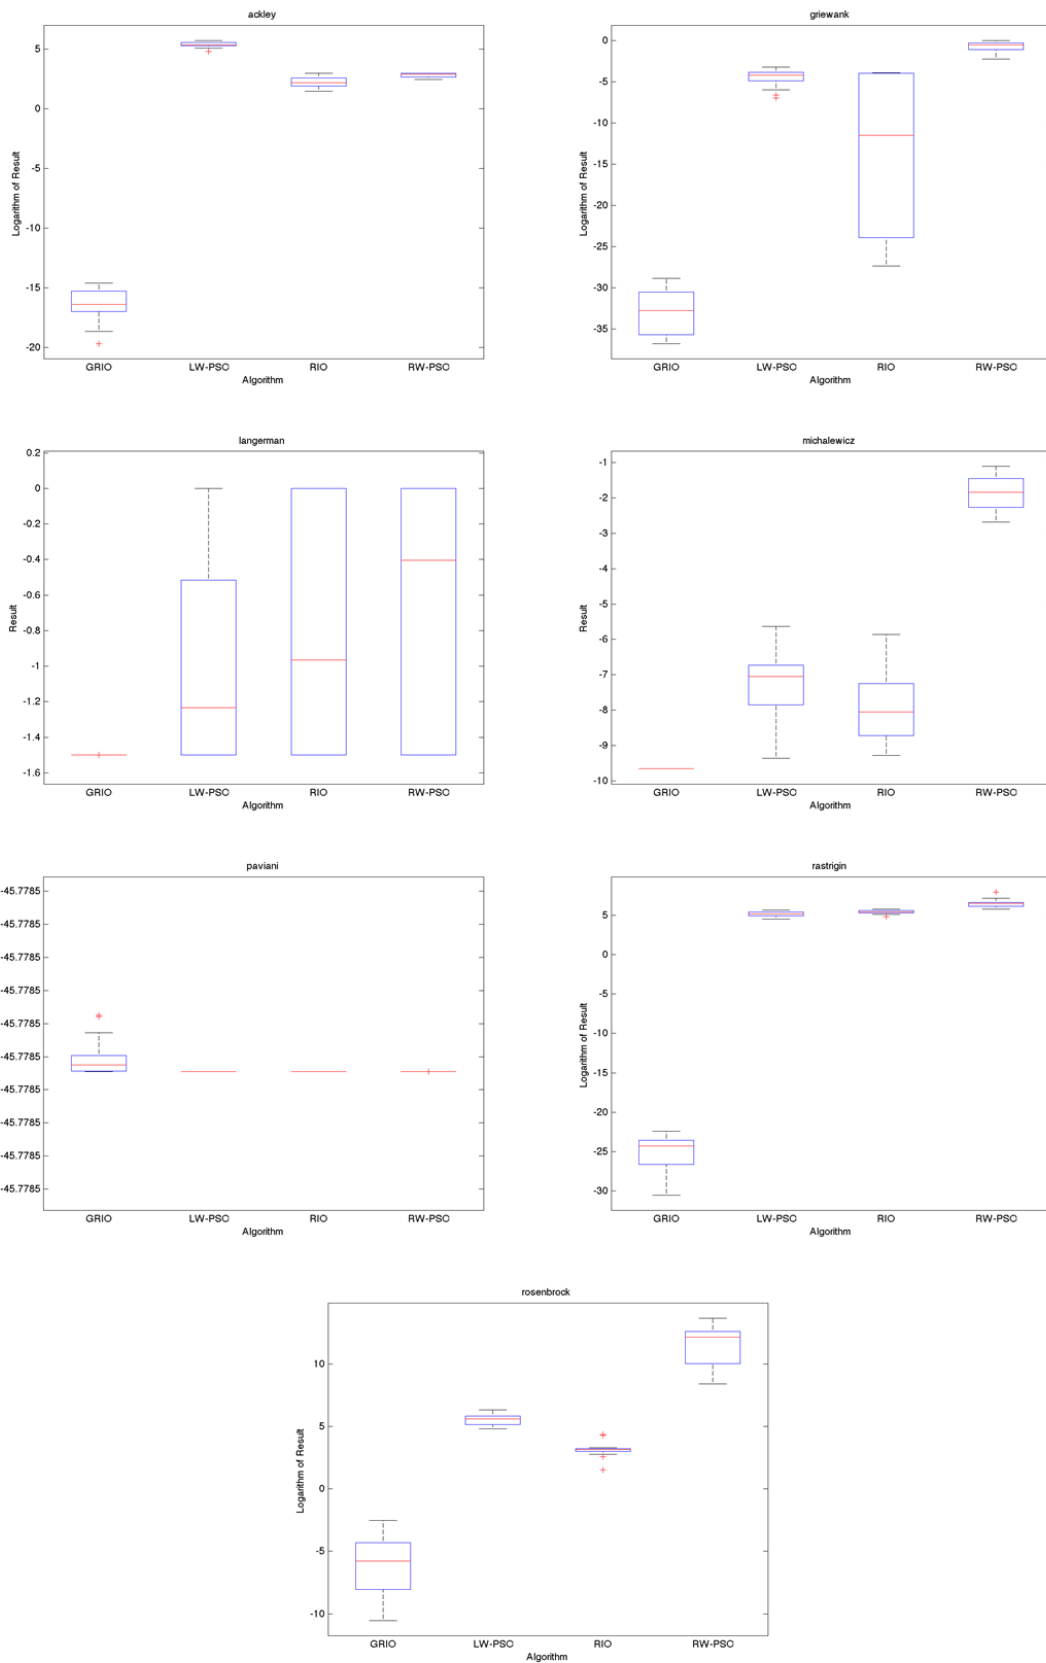 ackley
5
0
-5
-10
-15
-20
Logarithm of Result
GRIO LW-PSO RIO RW-PSO
Algorithm
griewank
0
-5
-10
-15
-20
-25
-30
-35
Logarithm of Result
GRIO LW-PSO RIO RW-PSO
Algorithm
langerman
0.2
0
-0.2
-0.4
-0.6
-0.8
-1
-1.2
-1.4
-1.6
Result
GRIO LW-PSO RIO RW-PSO
Algorithm
michalewicz
-1
-2
-3
-4
-5
-6
-7
-8
-9
-10
Result
GRIO LW-PSO RIO RW-PSO
Algorithm
paviani
-45.7785
-45.7785
-45.7785
-45.7785
-45.7785
-45.7785
-45.7785
-45.7785
-45.7785
-45.7785
GRIO LW-PSO RIO RW-PSO
Algorithm
rastrigin
5
0
-5
-10
-15
-20
-25
-30
Logarithm of Result
GRIO LW-PSO RIO RW-PSO
Algorithm
rosenbrock
10
5
0
-5
-10
Logarithm of Result
GRIO LW-PSO RIO RW-PSO
Algorithm